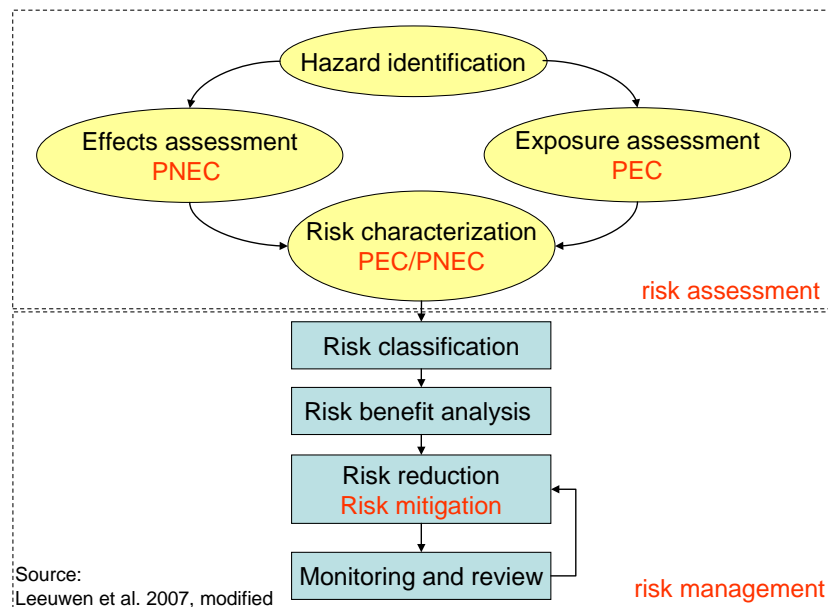 Hazard identification
Effects assessment
PNEC
Exposure assessment
PEC
Risk characterization
PEC/PNEC
risk assessment
Risk classification
Risk benefit analysis
Risk reduction
Risk mitigation
Monitoring and review
Source:
Leeuwen et al. 2007, modified
risk management